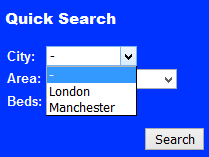 Quick Search
City: -
-
Area:
London
Beds: Manchester
Search